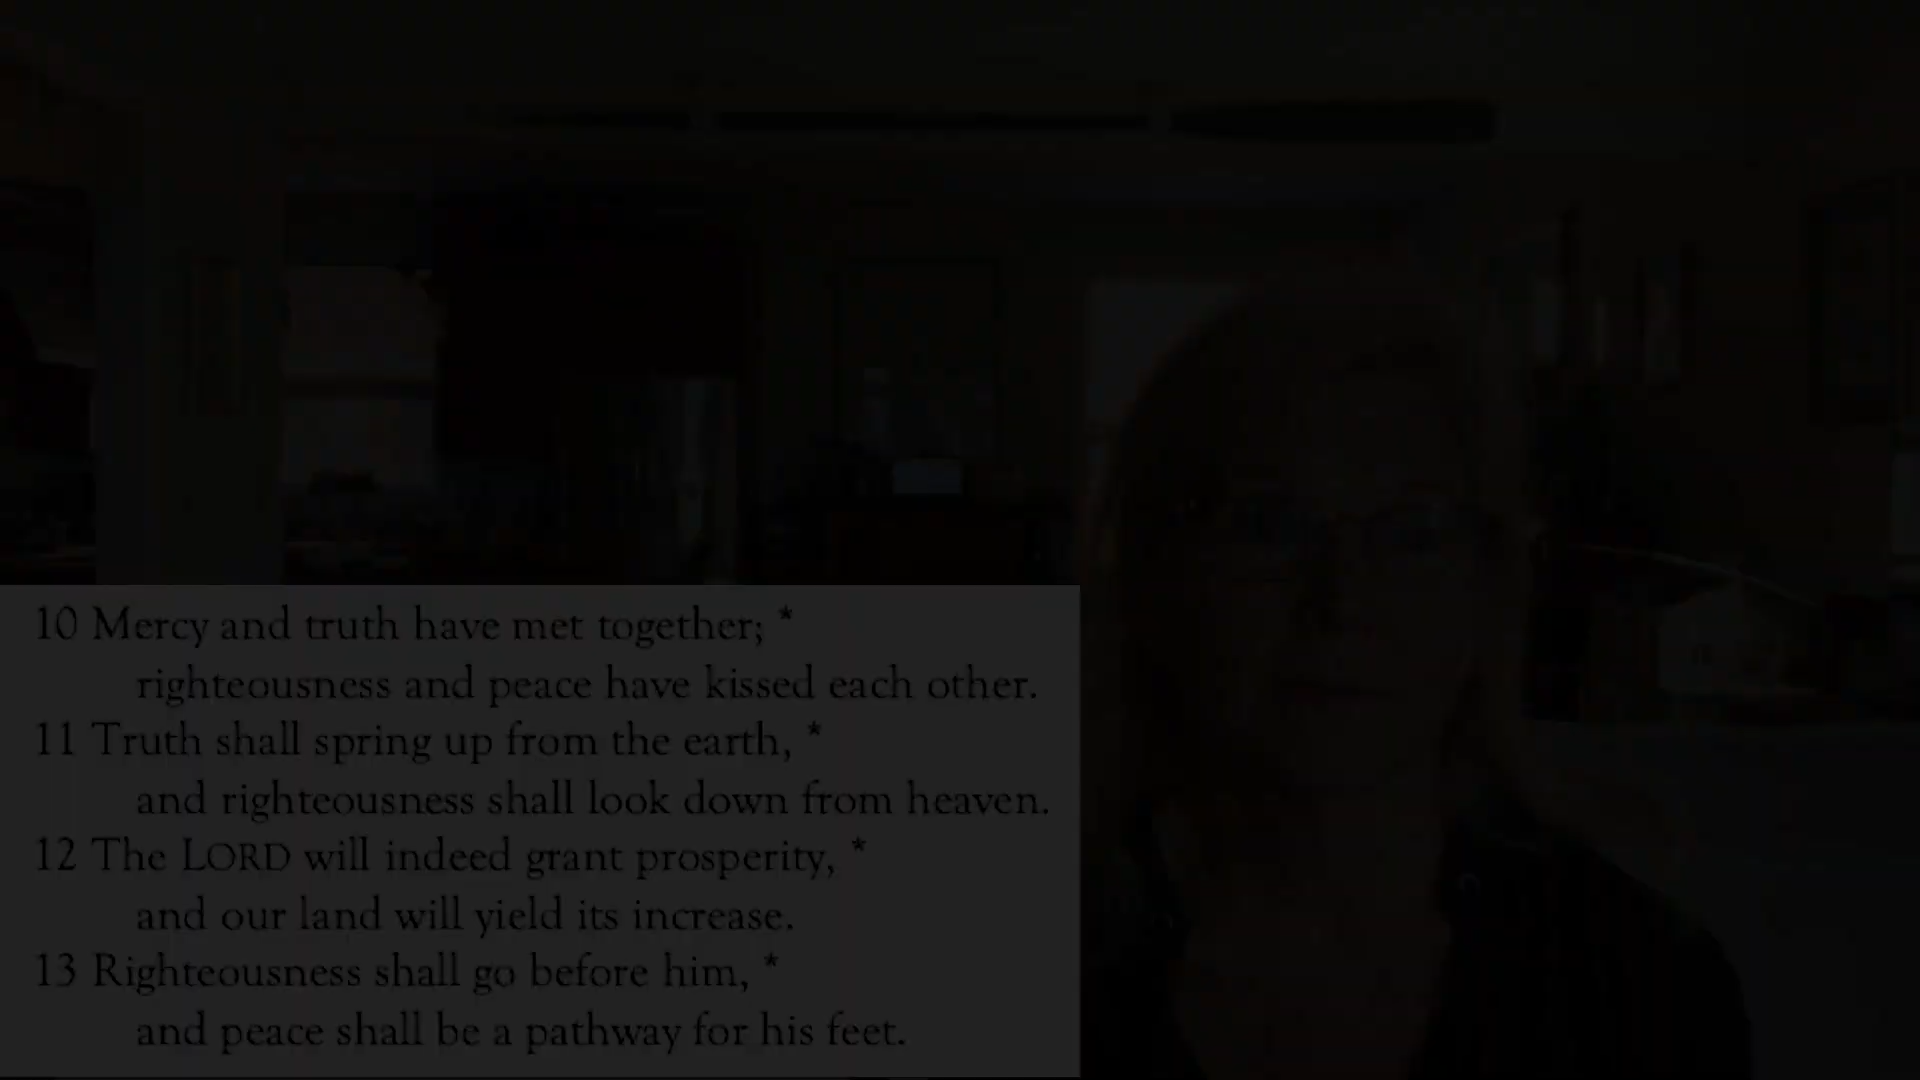 10 Mercy and truth have met together; *
righteousness and peace have kissed each other.
11 Truth shall spring up from the earth, *
and righteousness shall look down from heaven.
12 The LORD will indeed grant prosperity, *
and our land will yield its increase.
13 Righteousness shall go before him, *
and peace shall be a pathway for his feet.